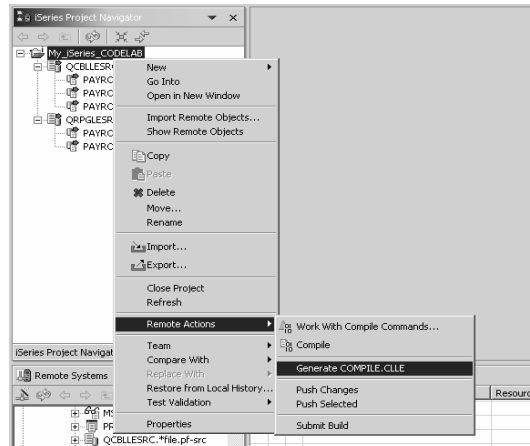 iSeries Project Navigator
My_iSeries_CODELAB
QCBLLESR
PAYRC
PAYRC
PAYRC
QRPGLESR
PAYRC
PAYRC
New
Go Into
Open in New Window
Import Remote Objects...
Show Remote Objects
Copy
Paste
Delete
Move...
Rename
Import...
Export...
Close Project
Refresh
Remote Actions
Team
Compare With
Replace With
Restore from Local History...
Test Validation
Properties
Work With Compile Commands...
Compile
Generate COMPILE.CLLE
Push Changes
Push Selected
Submit Build
iSeries Project Navigat
Remote Systems
Resourc
MS
PR
QCBLLESRC.*file.pf-src